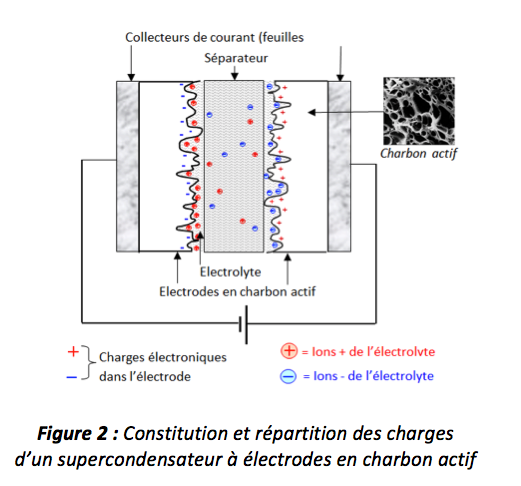 Collecteurs de courant (feuilles
Séparateur
Charbon actif
Electrolyte
Electrodes en charbon actif
+
− Charges électroniques
dans l'électrode
+ = Ions + de l'électrolvte
− = Ions - de l'électrolyte
Figure 2 : Constitution et répartition des charges
d'un supercondensateur à électrodes en charbon actif